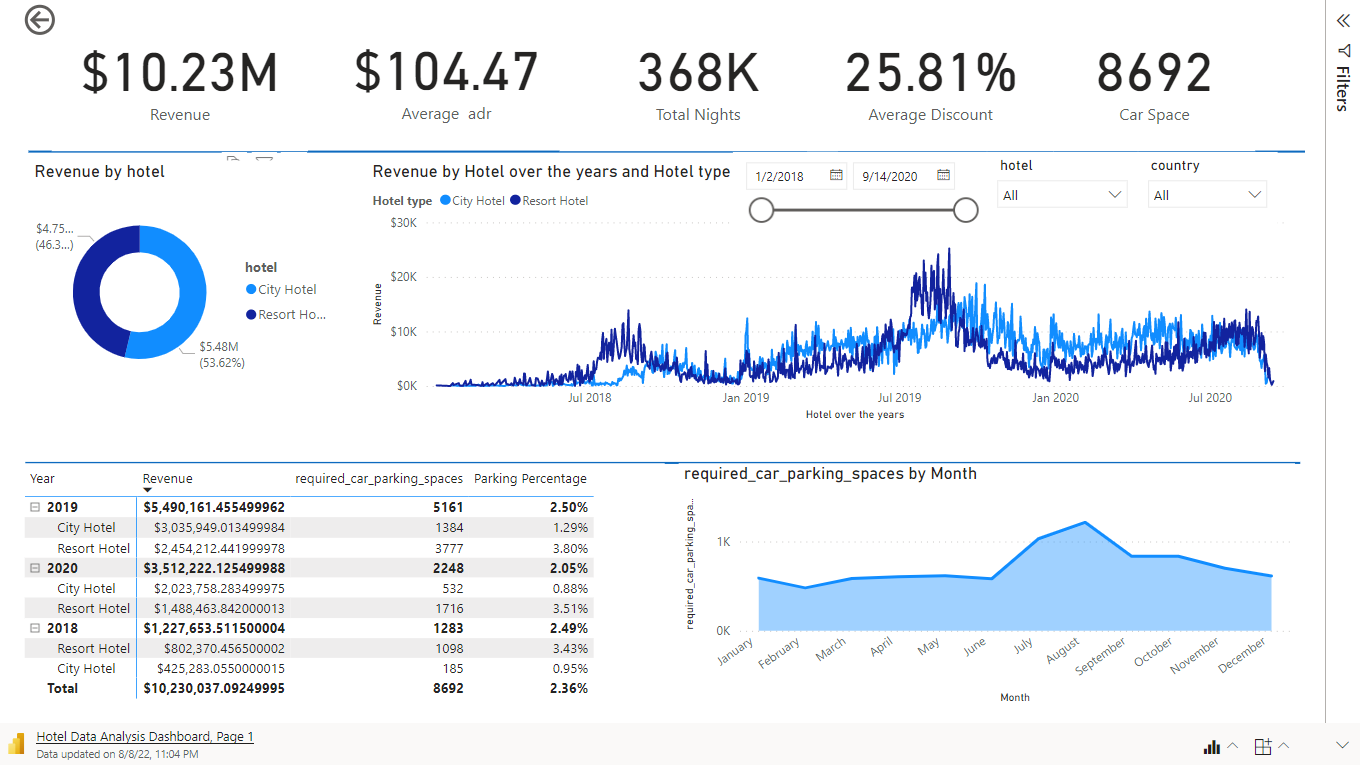 $10.23M
Revenue
$104.47
Average adr
368K
Total Nights
25.81%
Average Discount
8692
Car Space
Filters
Revenue by hotel
$4.75...
(46.3...)
$5.48M
(53.62%)
hotel
City Hotel
Resort Ho...
Revenue by Hotel over the years and Hotel type
Hotel type City Hotel Resort Hotel
1/2/2018
9/14/2020
hotel
All
country
All
Revenue
$30K
$20K
$10K
$0K
Jul 2018 Jan 2019 Jul 2019 Jan 2020 Jul 2020
Hotel over the years
Year Revenue required_car_parking_spaces Parking Percentage
2019 $5,490,161.455499962 5161 2.50%
City Hotel $3,035,949.013499984 1384 1.29%
Resort Hotel $2,454,212.441999978 3777 3.80%
2020 $3,512,222.125499988 2248 2.05%
City Hotel $2,023,758.283499975 532 0.88%
Resort Hotel $1,488,463.842000013 1716 3.51%
2018 $1,227,653.511500004 1283 2.49%
Resort Hotel $802,370.456500002 1098 3.43%
City Hotel $425,283.0550000015 185 0.95%
Total $10,230,037.09249995 8692 2.36%
required_car_parking_spaces by Month
required_car_parking_spa...
1K
0K
January February March April May June July August September October November December
Month
Hotel Data Analysis Dashboard, Page 1
Data updated on 8/8/22, 11:04 PM